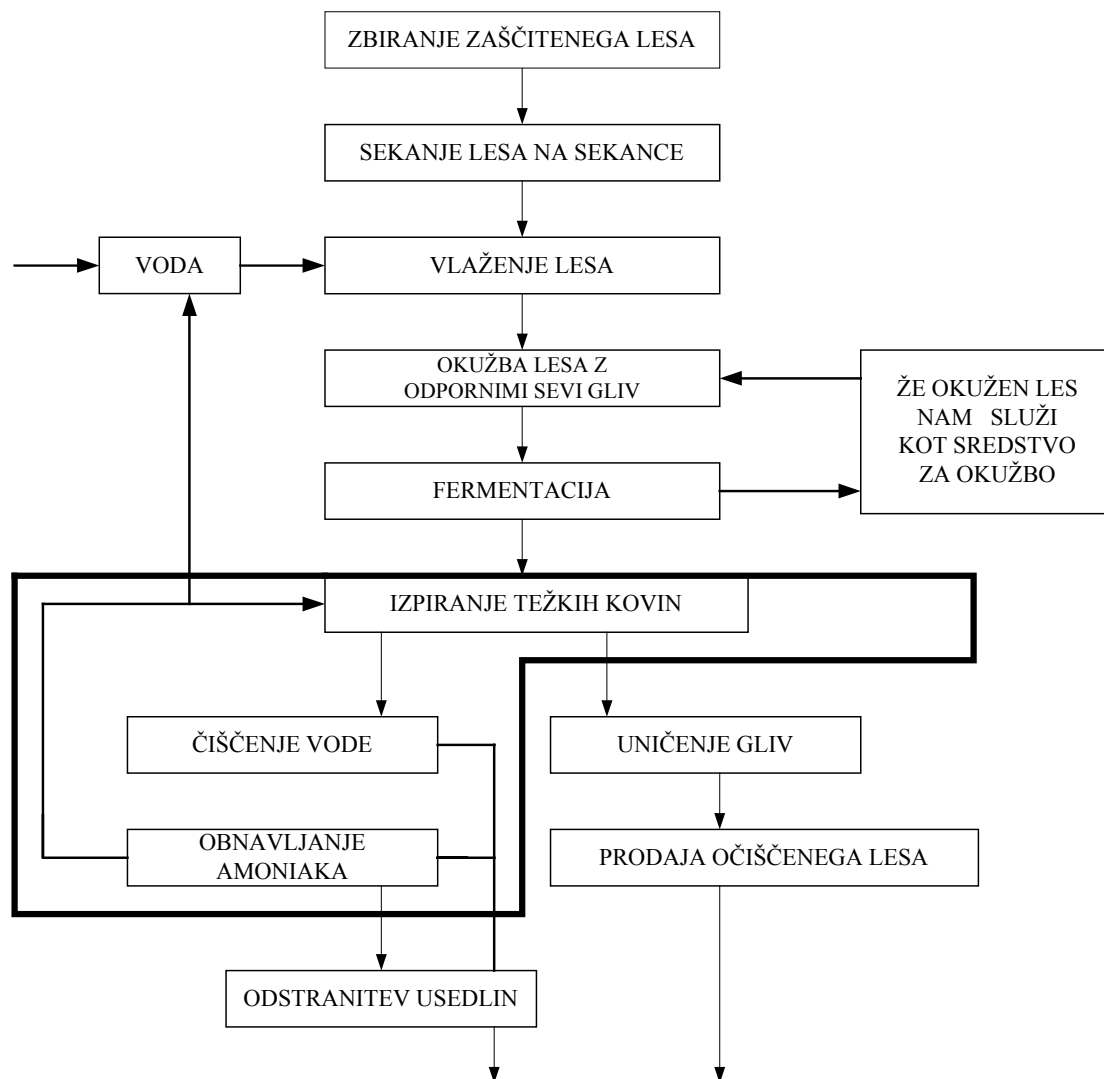 ZBIRANJE ZAŠČITENEGA LESA
SEKANJE LESA NA SEKANCE
VODA
VLAŽENJE LESA
OKUŽBA LESA Z
ODPORNIMI SEVI GLIV
ŽE OKUŽEN LES
NAM SLUŽI
KOT SREDSTVO
ZA OKUŽBO
FERMENTACIJA
IZPIRANJE TEŽKIH KOVIN
ČIŠČENJE VODE
UNIČENJE GLIV
OBNAVLJANJE
AMONIAKA
PRODAJA OČIŠČENEGA LESA
ODSTRANITEV USEDLIN